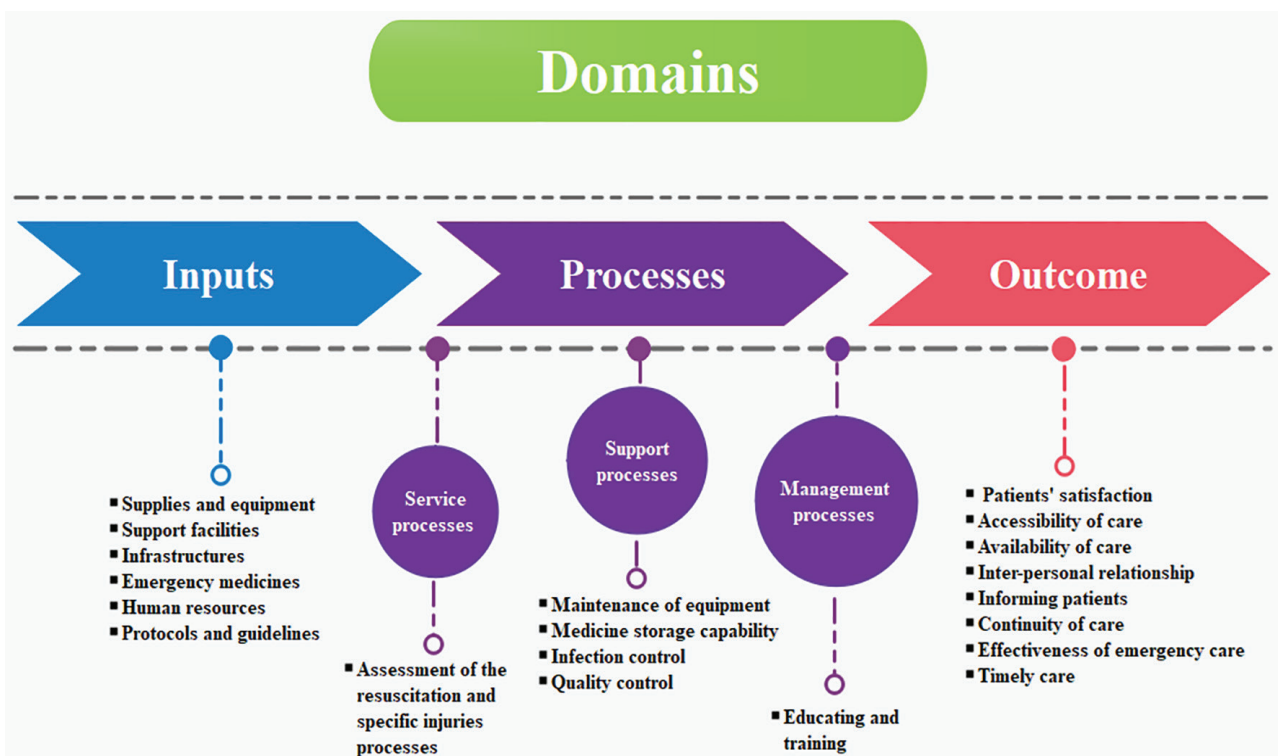 Domains
Inputs
Processes
Outcome
▪ Supplies and equipment
▪ Support facilities
▪ Infrastructures
▪ Emergency medicines
▪ Human resources
▪ Protocols and guidelines
Service
processes
▪ Assessment of the
resuscitation and
specific injuries
processes
Support
processes
▪ Maintenance of equipment
▪ Medicine storage capability
▪ Infection control
▪ Quality control
Management
processes
▪ Educating and
training
▪ Patients' satisfaction
▪ Accessibility of care
▪ Availability of care
▪ Inter-personal relationship
▪ Informing patients
▪ Continuity of care
▪ Effectiveness of emergency care
▪ Timely care